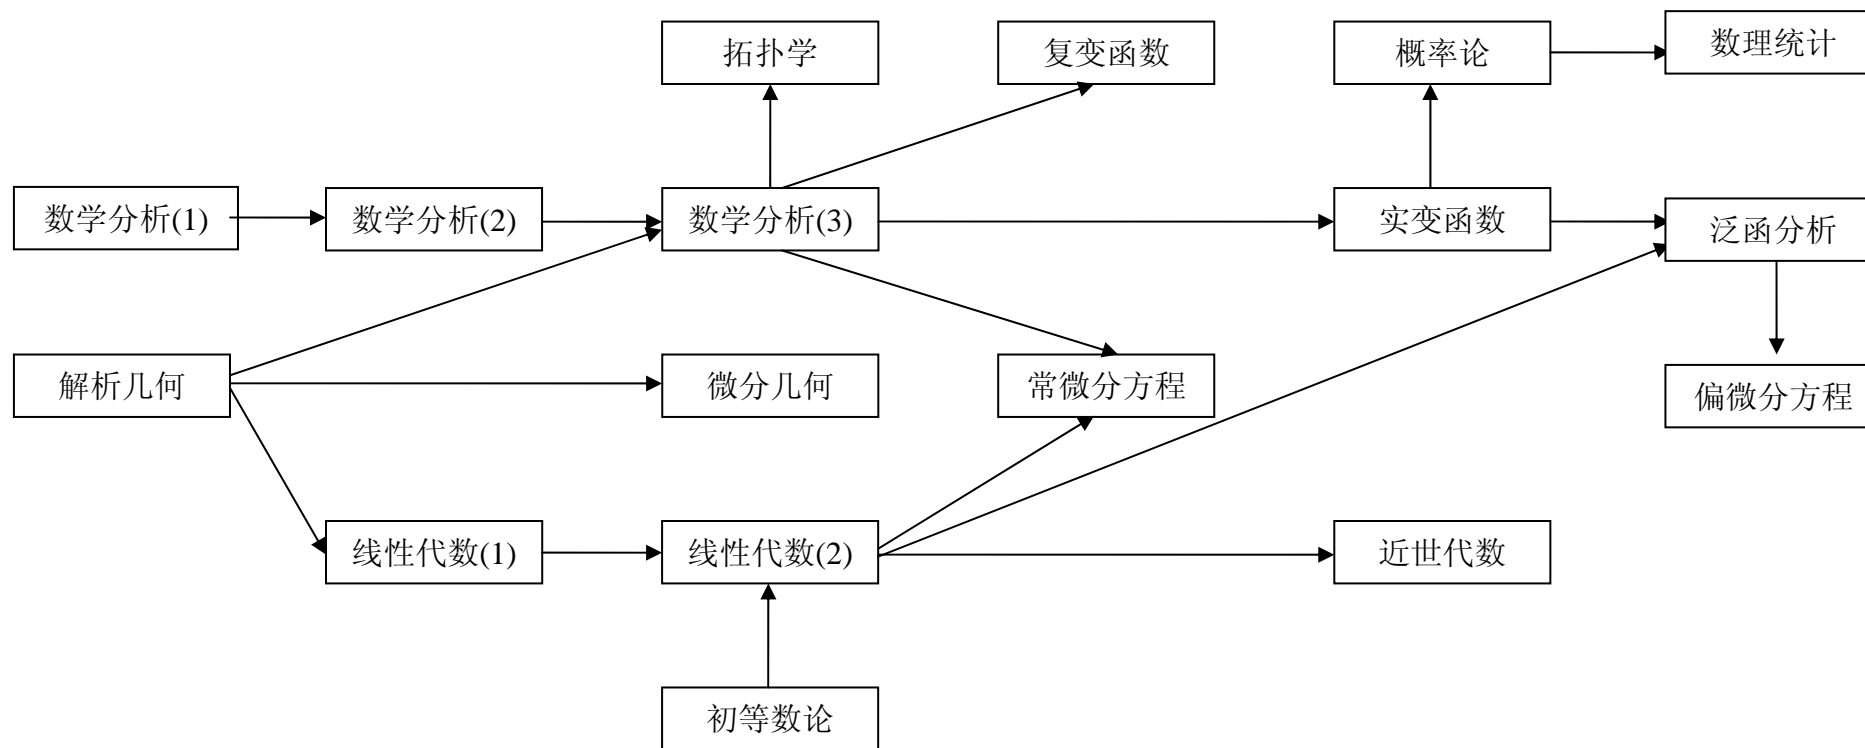 拓扑学
复变函数
概率论
数理统计
数学分析(1)
数学分析(2)
数学分析(3)
实变函数
泛函分析
解析几何
微分几何
常微分方程
偏微分方程
线性代数(1)
线性代数(2)
近世代数
初等数论